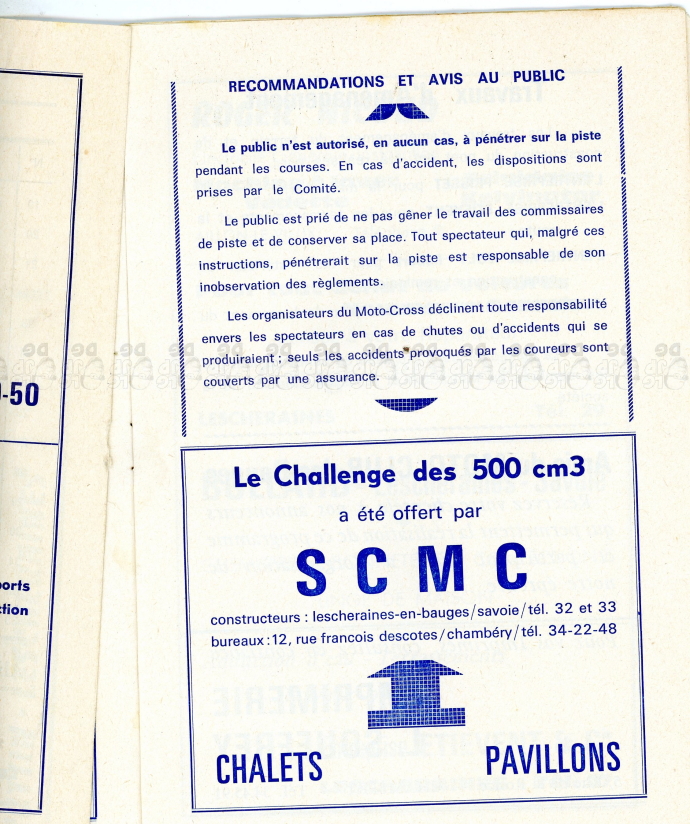 RECOMMANDATIONS ET AVIS AU PUBLIC
Le public n'est autorisé, en aucun cas, à pénétrer sur la piste
pendant les courses. En cas d'accident, les dispositions sont
prises par le Comité.
Le public est prié de ne pas gêner le travail des commissaires
de piste et de conserver sa place. Tout spectateur qui, malgré ces
instructions, pénétrerait sur la piste est responsable de son
inobservation des règlements.
Les organisateurs du Moto-Cross déclinent toute responsabilité
envers les spectateurs en cas de chutes ou d'accidents qui se
produiraient ; seuls les accidents provoqués par les coureurs sont
couverts par une assurance.
-50
ports
ction
Le Challenge des 500 cm3
a été offert par
SCMC
constructeurs : lescheraines-en-bauges/savoie/tél. 32 et 33
bureaux : 12, rue francois descotes/chambéry/tél. 34-22-48
CHALETS PAVILLONS